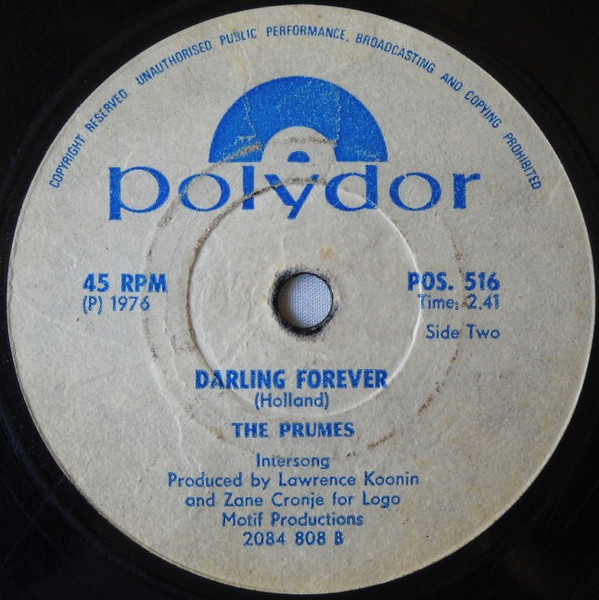 COPYRIGHT RESERVED. UNAUTHORISED PUBLIC PERFORMANCE, BROADCASTING AND COPYING PROHIBITED
polydor
45 RPM
(P) 1976
POS. 516
Time: 2.41
Side Two
DARLING FOREVER
(Holland)
THE PRUMES
Intersong
Produced by Lawrence Koonin
and Zane Cronje for Logo
Motif Productions
2084 808 B